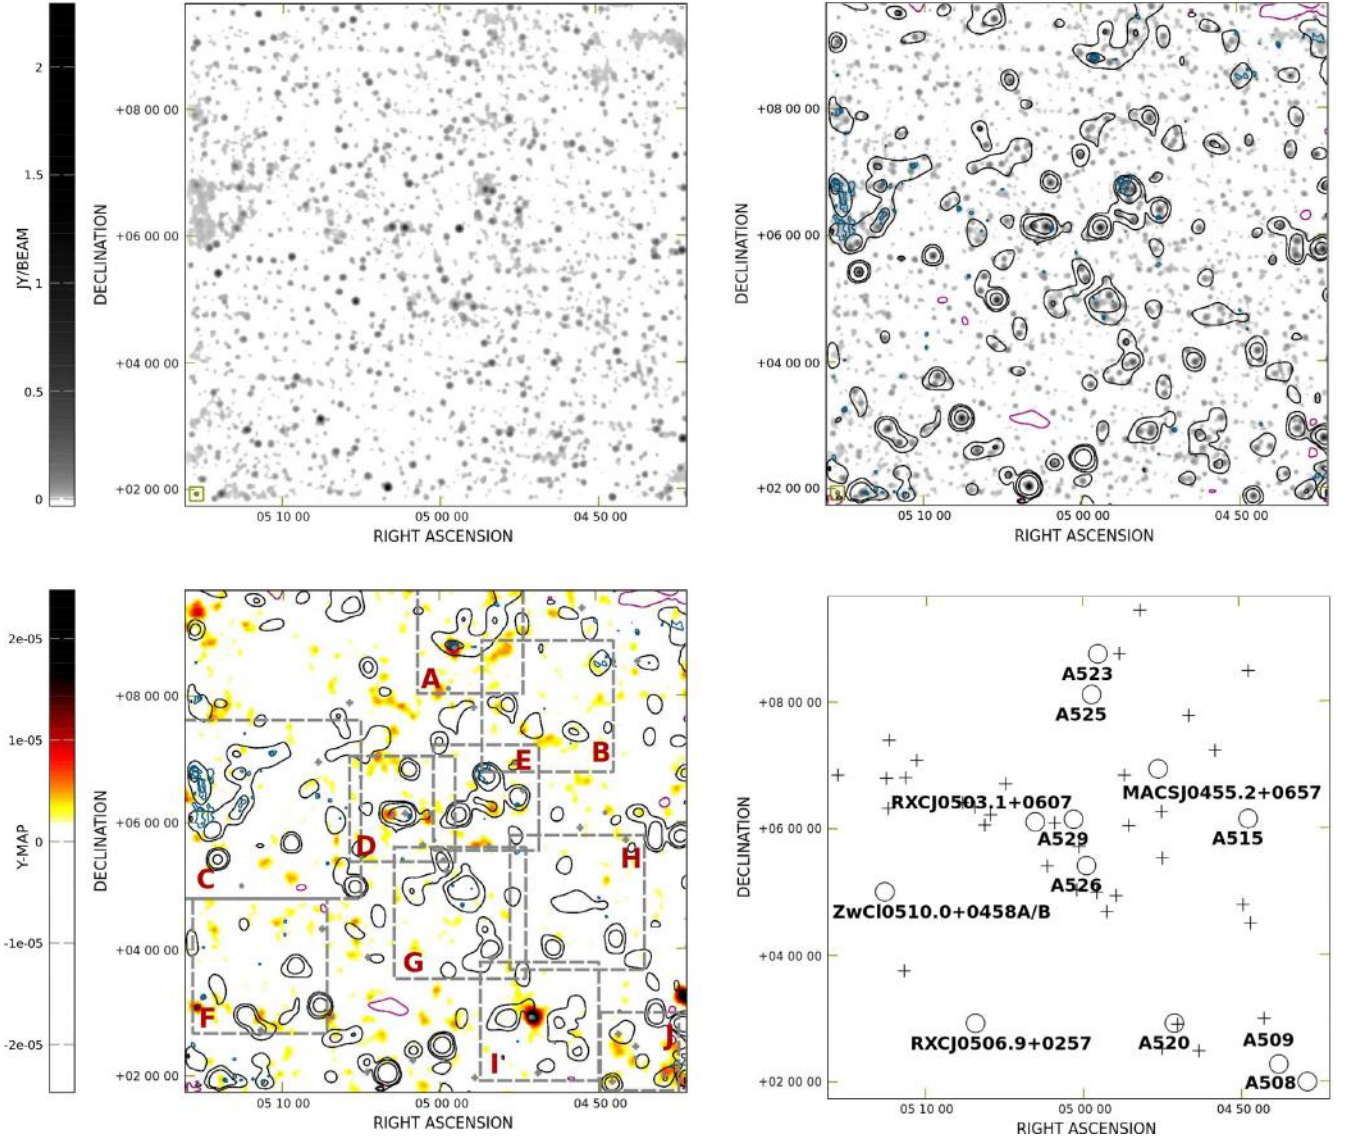 2
1.5
1
0.5
0
JY/BEAM
DECLINATION
+08 00 00
+06 00 00
+04 00 00
+02 00 00
05 10 00
05 00 00
04 50 00
RIGHT ASCENSION
DECLINATION
+08 00 00
+06 00 00
+04 00 00
+02 00 00
05 10 00
05 00 00
04 50 00
RIGHT ASCENSION
2e-05
1e-05
0
-1e-05
-2e-05
Y-MAP
DECLINATION
+08 00 00
+06 00 00
+04 00 00
+02 00 00
A
B
E
D
H
C
G
F
J
I
05 10 00
05 00 00
04 50 00
RIGHT ASCENSION
DECLINATION
+08 00 00
+06 00 00
+04 00 00
+02 00 00
A523
A525
MACSJ0455.2+0657
RXCJ0503.1+0607
A529
A515
A526
ZwCl0510.0+0458A/B
RXCJ0506.9+0257
A520
A509
A508
05 10 00
05 00 00
04 50 00
RIGHT ASCENSION